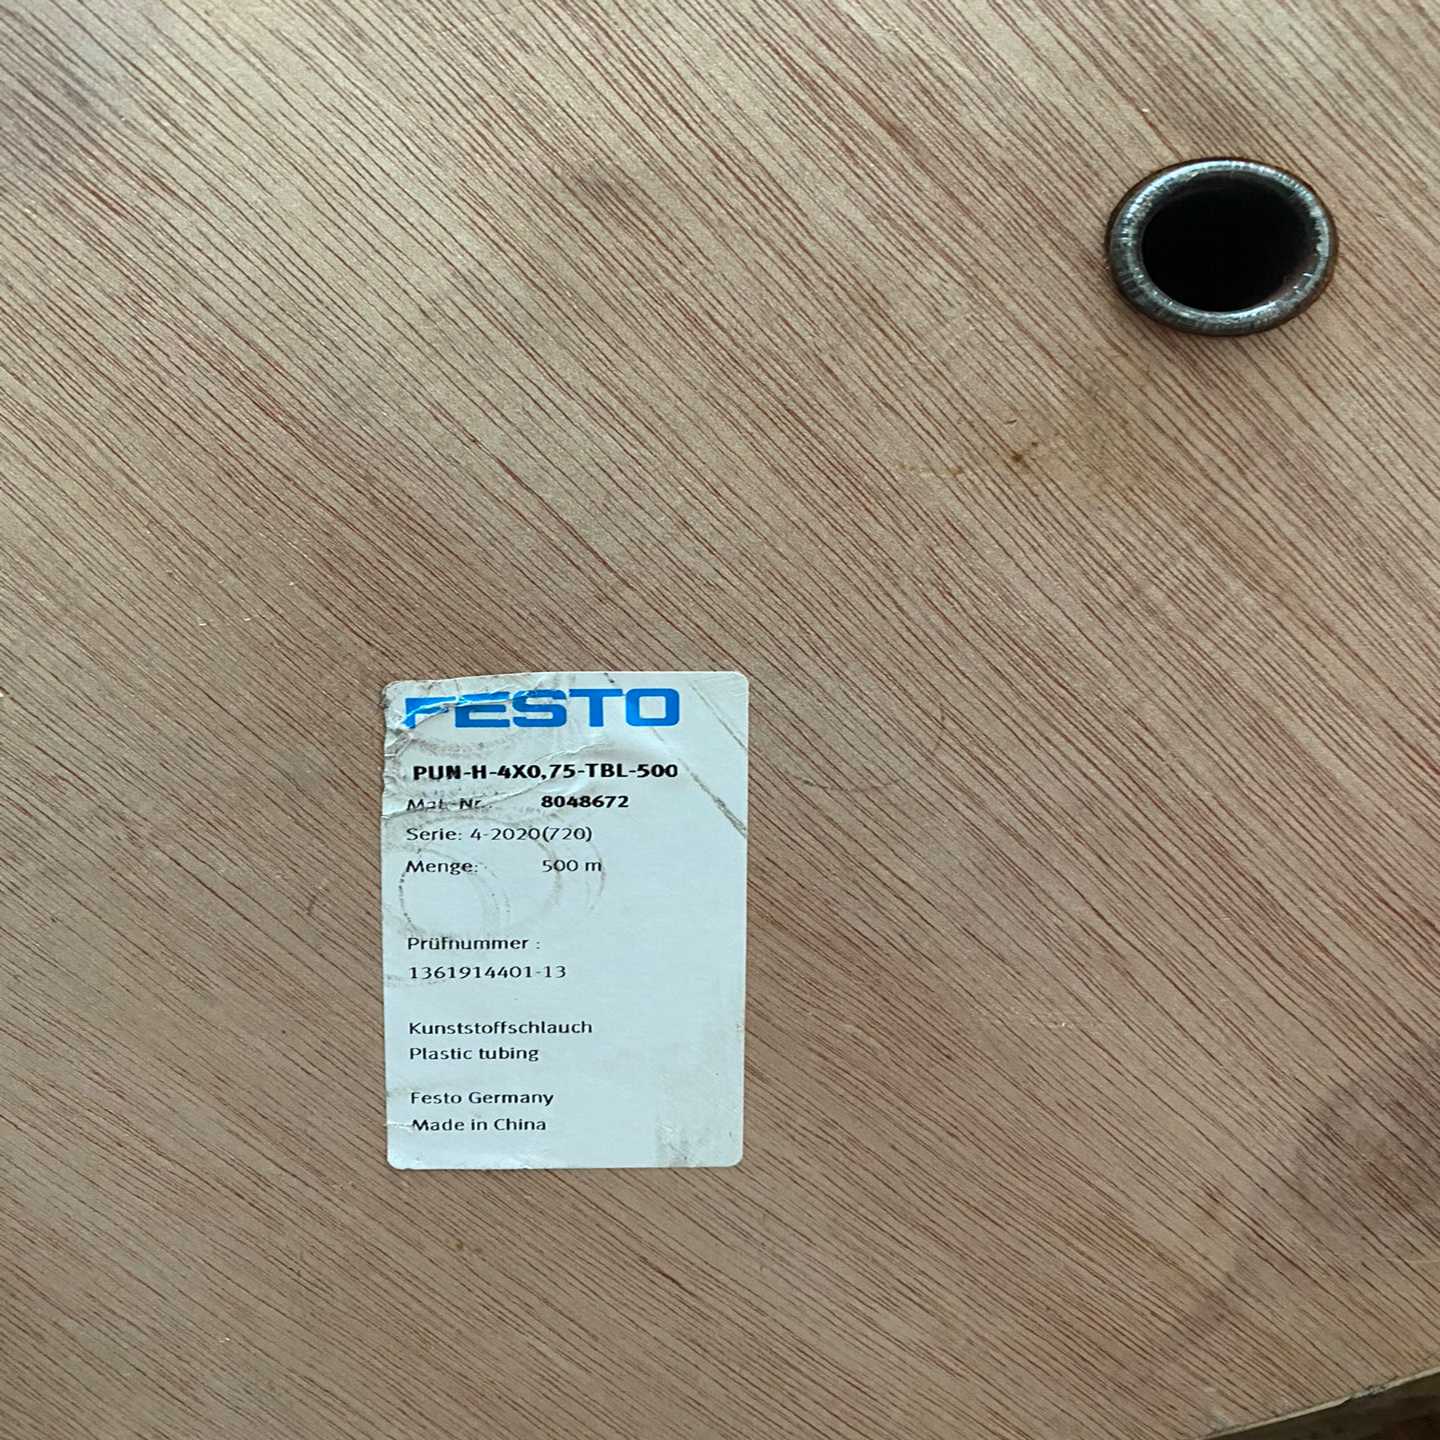 FESTO
PUN-H-4X0,75-TBL-500
Mat.-Nr.: 8048672
Serie: 4-2020(720)
Menge: 500 m
Prüfnummer :
1361914401-13
Kunststoffschlauch
Plastic tubing
Festo Germany
Made in China